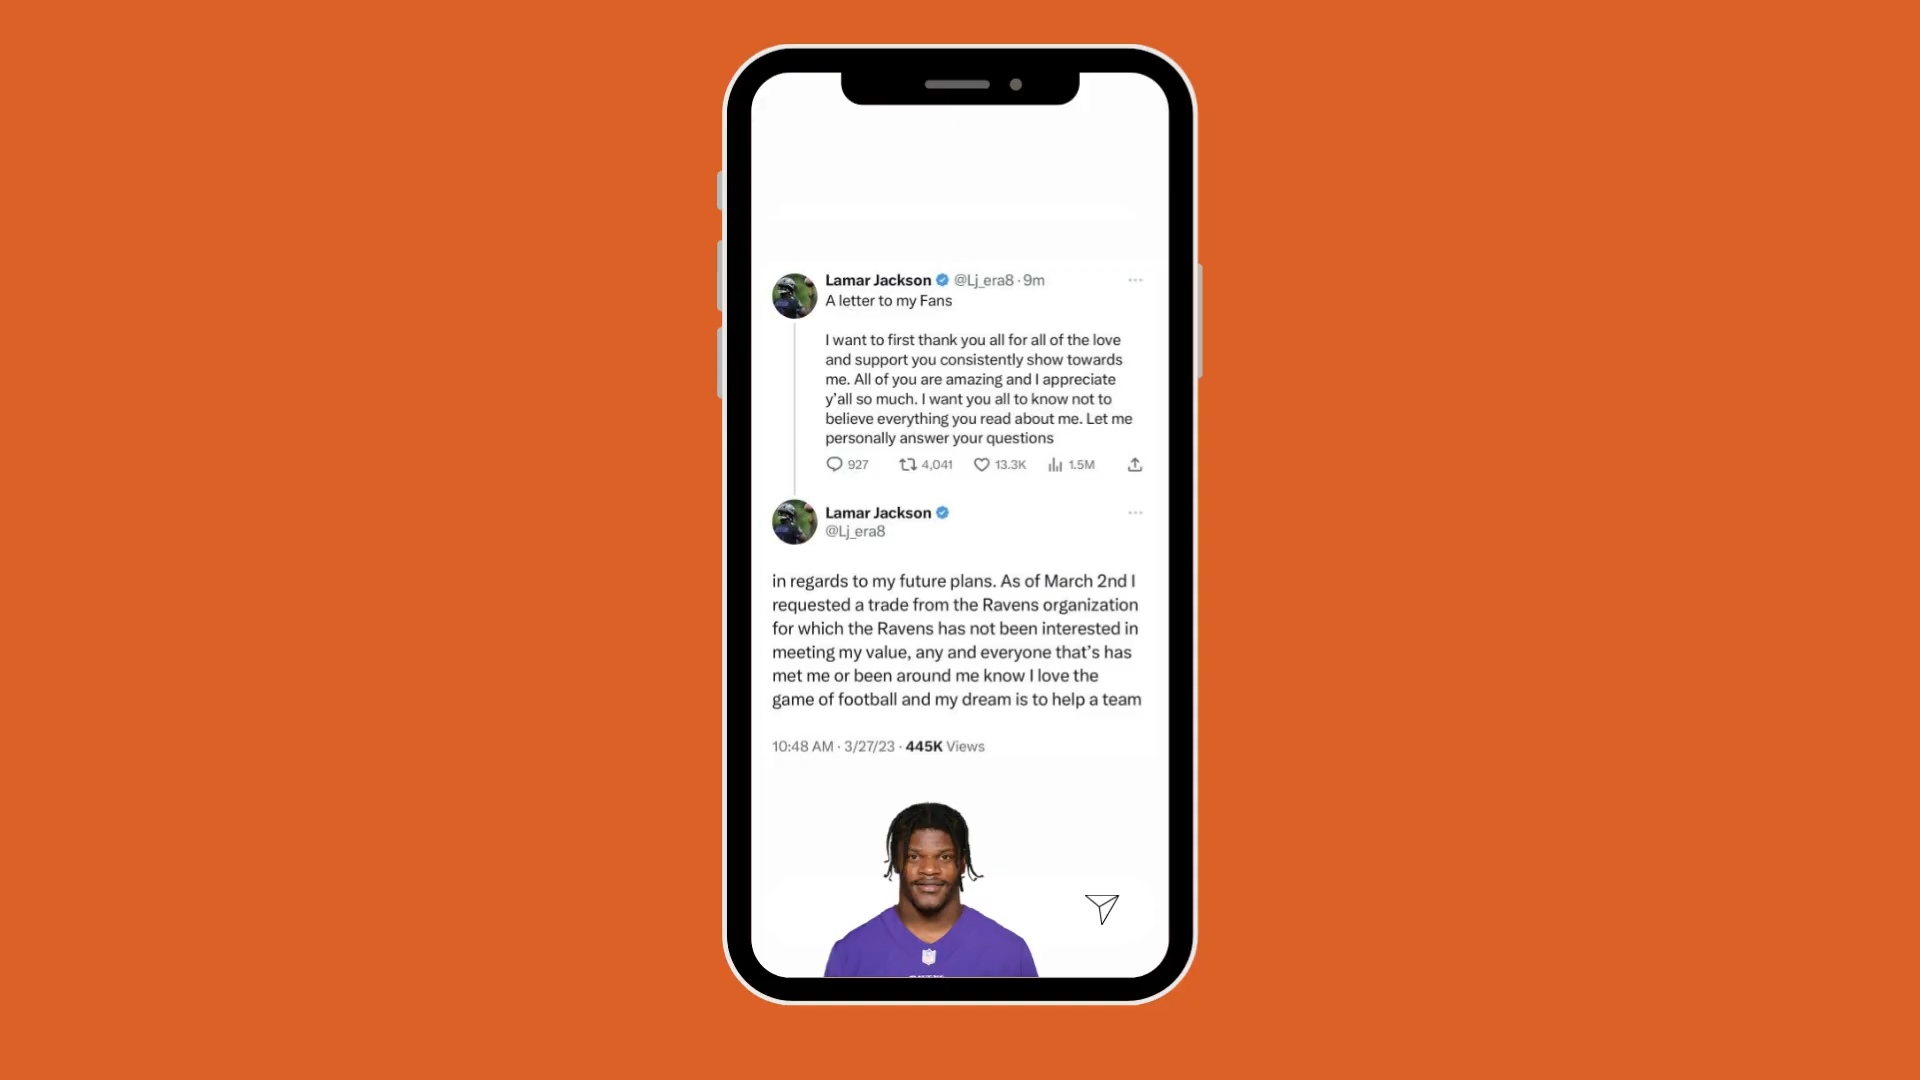 Lamar Jackson @Lj_era8 · 9m
A letter to my Fans
I want to first thank you all for all of the love
and support you consistently show towards
me. All of you are amazing and I appreciate
y’all so much. I want you all to know not to
believe everything you read about me. Let me
personally answer your questions
927 4,041 13.3K 1.5M
Lamar Jackson
@Lj_era8
in regards to my future plans. As of March 2nd I
requested a trade from the Ravens organization
for which the Ravens has not been interested in
meeting my value, any and everyone that’s has
met me or been around me know I love the
game of football and my dream is to help a team
10:48 AM · 3/27/23 · 445K Views